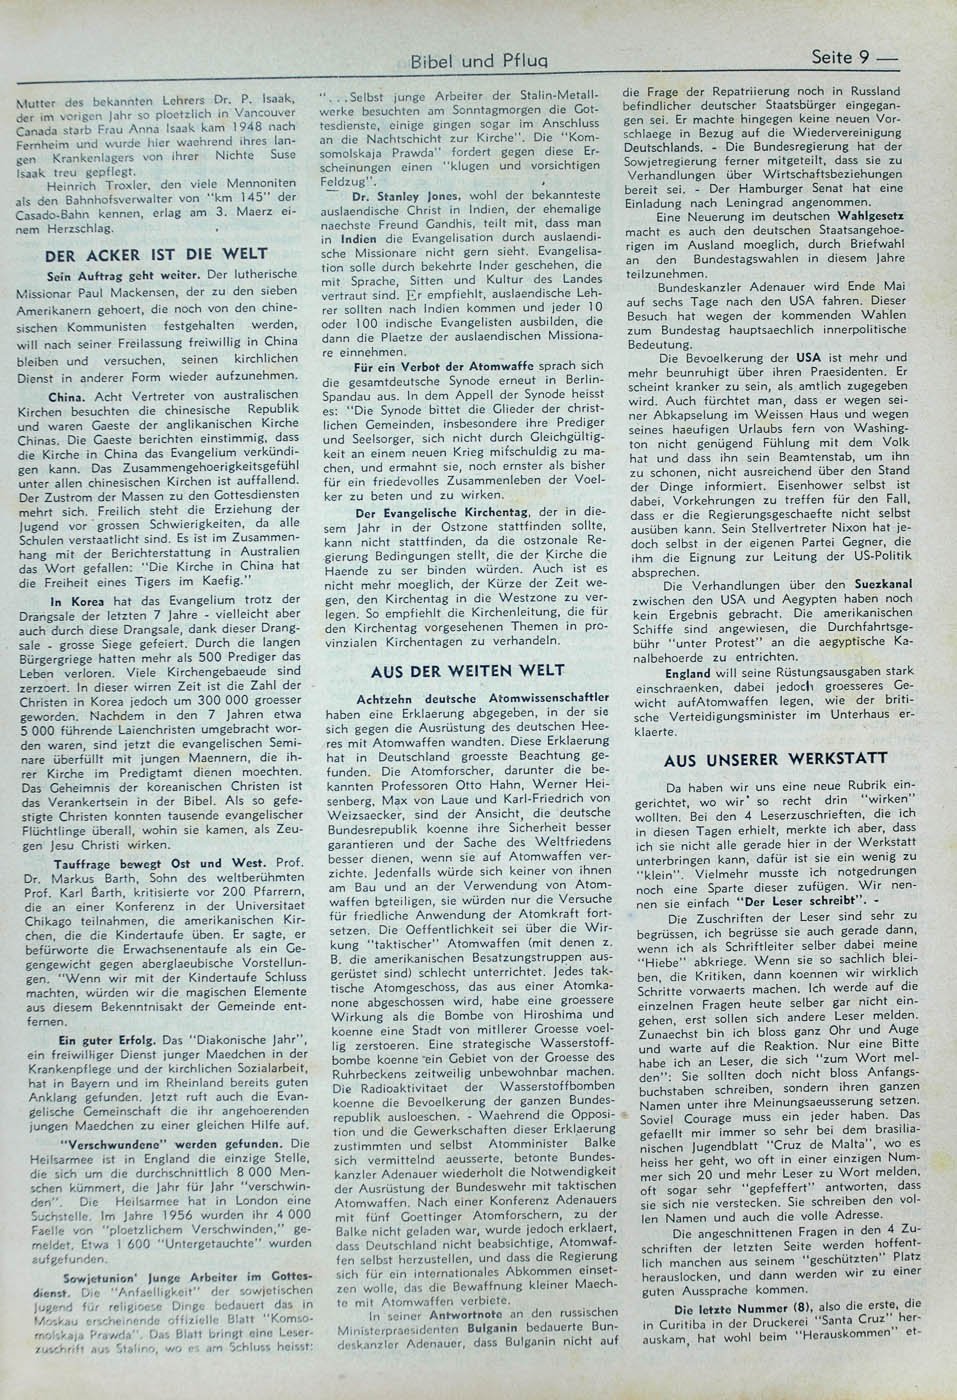 Bibel und Pflug
Seite 9 —
Mutter des bekannten Lehrers Dr. P. Isaak,
der im vorigen Jahr so ploetzlich in Vancouver
Canada starb Frau Anna Isaak kam 1948 nach
Fernheim und wurde hier waehrend ihres lan-
gen Krankenlagers von ihrer Nichte Suse
Isaak treu gepflegt.
Heinrich Troxler, den viele Mennoniten
als den Bahnhofsverwalter von "km 145" der
Casado-Bahn kennen, erlag am 3. Maerz ei-
nem Herzschlag.
DER ACKER IST DIE WELT
Sein Auftrag geht weiter. Der lutherische
Missionar Paul Mackensen, der zu den sieben
Amerikanern gehoert, die noch von den chine-
sischen Kommunisten festgehalten werden,
will nach seiner Freilassung freiwillig in China
bleiben und versuchen, seinen kirchlichen
Dienst in anderer Form wieder aufzunehmen.
China. Acht Vertreter von australischen
Kirchen besuchten die chinesische Republik
und waren Gaeste der anglikanischen Kirche
Chinas. Die Gaeste berichten einstimmig, dass
die Kirche in China das Evangelium verkündi-
gen kann. Das Zusammengehoerigkeitsgefühl
unter allen chinesischen Kirchen ist auffallend.
Der Zustrom der Massen zu den Gottesdiensten
mehrt sich. Freilich steht die Erziehung der
Jugend vor grossen Schwierigkeiten, da alle
Schulen verstaatlicht sind. Es ist im Zusammen-
hang mit der Berichterstattung in Australien
das Wort gefallen: "Die Kirche in China hat
die Freiheit eines Tigers im Kaefig."
In Korea hat das Evangelium trotz der
Drangsale der letzten 7 Jahre - vielleicht aber
auch durch diese Drangsale, dank dieser Drang-
sale - grosse Siege gefeiert. Durch die langen
Bürgergriege hatten mehr als 500 Prediger das
Leben verloren. Viele Kirchengebaeude sind
zerzoert. In dieser wirren Zeit ist die Zahl der
Christen in Korea jedoch um 300 000 groesser
geworden. Nachdem in den 7 Jahren etwa
5 000 führende Laienchristen umgebracht wor-
den waren, sind jetzt die evangelischen Semi-
nare überfüllt mit jungen Maennern, die ih-
rer Kirche im Predigtamt dienen moechten.
Das Geheimnis der koreanischen Christen ist
das Verankertsein in der Bibel. Als so gefe-
stigte Christen konnten tausende evangelischer
Flüchtlinge überall, wohin sie kamen, als Zeu-
gen Jesu Christi wirken.
Tauffrage bewegt Ost und West. Prof.
Dr. Markus Barth, Sohn des weltberühmten
Prof. Karl Barth, kritisierte vor 200 Pfarrern,
die an einer Konferenz in der Universitaet
Chikago teilnahmen, die amerikanischen Kir-
chen, die die Kindertaufe üben. Er sagte, er
befürworte die Erwachsenentaufe als ein Ge-
gengewicht gegen aberglaeubische Vorstellun-
gen. "Wenn wir mit der Kindertaufe Schluss
machten, würden wir die magischen Elemente
aus diesem Bekenntnisakt der Gemeinde ent-
fernen.
Ein guter Erfolg. Das "Diakonische Jahr",
ein freiwilliger Dienst junger Maedchen in der
Krankenpflege und der kirchlichen Sozialarbeit,
hat in Bayern und im Rheinland bereits guten
Anklang gefunden. Jetzt ruft auch die Evan-
gelische Gemeinschaft die ihr angehoerenden
jungen Maedchen zu einer gleichen Hilfe auf.
"Verschwundene" werden gefunden. Die
Heilsarmee ist in England die einzige Stelle,
die sich um die durchschnittlich 8 000 Men-
schen kümmert, die Jahr für Jahr "verschwin-
den". Die Heilsarmee hat in London eine
Suchstelle. Im Jahre 1956 wurden ihr 4 000
Faelle von "ploetzlichem Verschwinden," ge-
meldet. Etwa 1 600 "Untergetauchte" wurden
aufgefunden.
Sowjetunion' Junge Arbeiter im Gottes-
dienst. Die "Anfaelligkeit" der sowjetischen
Jugend für religioese Dinge bedauert das in
Moskau erscheinende offizielle Blatt "Komso-
molskaja Prawda". Das Blatt bringt eine Leser-
zuschrift aus Stalino, wo es am Schluss heisst:
"...Selbst junge Arbeiter der Stalin-Metall-
werke besuchten am Sonntagmorgen die Got-
tesdienste, einige gingen sogar im Anschluss
an die Nachtschicht zur Kirche". Die "Kom-
somolskaja Prawda" fordert gegen diese Er-
scheinungen einen "klugen und vorsichtigen
Feldzug".
Dr. Stanley Jones, wohl der bekannteste
auslaendische Christ in Indien, der ehemalige
naechste Freund Gandhis, teilt mit, dass man
in Indien die Evangelisation durch auslaendi-
sche Missionare nicht gern sieht. Evangelisa-
tion solle durch bekehrte Inder geschehen, die
mit Sprache, Sitten und Kultur des Landes
vertraut sind. Er empfiehlt, auslaendische Leh-
rer sollten nach Indien kommen und jeder 10
oder 100 indische Evangelisten ausbilden, die
dann die Plaetze der auslaendischen Missiona-
re einnehmen.
Für ein Verbot der Atomwaffe sprach sich
die gesamtdeutsche Synode erneut in Berlin-
Spandau aus. In dem Appell der Synode heisst
es: "Die Synode bittet die Glieder der christ-
lichen Gemeinden, insbesondere ihre Prediger
und Seelsorger, sich nicht durch Gleichgültig-
keit an einem neuen Krieg mifschuldig zu ma-
chen, und ermahnt sie, noch ernster als bisher
für ein friedevolles Zusammenleben der Voel-
ker zu beten und zu wirken.
Der Evangelische Kirchentag, der in die-
sem Jahr in der Ostzone stattfinden sollte,
kann nicht stattfinden, da die ostzonale Re-
gierung Bedingungen stellt, die der Kirche die
Haende zu ser binden würden. Auch ist es
nicht mehr moeglich, der Kürze der Zeit we-
gen, den Kirchentag in die Westzone zu ver-
legen. So empfiehlt die Kirchenleitung, die für
den Kirchentag vorgesehenen Themen in pro-
vinzialen Kirchentagen zu verhandeln.
AUS DER WEITEN WELT
Achtzehn deutsche Atomwissenschaftler
haben eine Erklaerung abgegeben, in der sie
sich gegen die Ausrüstung des deutschen Hee-
res mit Atomwaffen wandten. Diese Erklaerung
hat in Deutschland groesste Beachtung ge-
funden. Die Atomforscher, darunter die be-
kannten Professoren Otto Hahn, Werner Hei-
senberg, Max von Laue und Karl-Friedrich von
Weizsaecker, sind der Ansicht, die deutsche
Bundesrepublik koenne ihre Sicherheit besser
garantieren und der Sache des Weltfriedens
besser dienen, wenn sie auf Atomwaffen ver-
zichte. Jedenfalls würde sich keiner von ihnen
am Bau und an der Verwendung von Atom-
waffen beteiligen, sie würden nur die Versuche
für friedliche Anwendung der Atomkraft fort-
setzen. Die Oeffentlichkeit sei über die Wir-
kung "taktischer" Atomwaffen (mit denen z.
B. die amerikanischen Besatzungstruppen aus-
gerüstet sind) schlecht unterrichtet. Jedes tak-
tische Atomgeschoss, das aus einer Atomka-
none abgeschossen wird, habe eine groessere
Wirkung als die Bombe von Hiroshima und
koenne eine Stadt von mitllerer Groesse voel-
lig zerstoeren. Eine strategische Wasserstoff-
bombe koenne ein Gebiet von der Groesse des
Ruhrbeckens zeitweilig unbewohnbar machen.
Die Radioaktivitaet der Wasserstoffbomben
koenne die Bevoelkerung der ganzen Bundes-
republik ausloeschen. - Waehrend die Opposi-
tion und die Gewerkschaften dieser Erklaerung
zustimmten und selbst Atomminister Balke
sich vermittelnd aeusserte, betonte Bundes-
kanzler Adenauer wiederholt die Notwendigkeit
der Ausrüstung der Bundeswehr mit taktischen
Atomwaffen. Nach einer Konferenz Adenauers
mit fünf Goettinger Atomforschern, zu der
Balke nicht geladen war, wurde jedoch erklaert,
dass Deutschland nicht beabsichtige, Atomwaf-
fen selbst herzustellen, und dass die Regierung
sich für ein internationales Abkommen einset-
zen wolle, das die Bewaffnung kleiner Maech-
te mit Atomwaffen verbiete.
In seiner Antwortnote an den russischen
Ministerpraesidenten Bulganin bedauerte Bun-
deskanzler Adenauer, dass Bulganin nicht auf
die Frage der Repatriierung noch in Russland
befindlicher deutscher Staatsbürger eingegan-
gen sei. Er machte hingegen keine neuen Vor-
schlaege in Bezug auf die Wiedervereinigung
Deutschlands. - Die Bundesregierung hat der
Sowjetregierung ferner mitgeteilt, dass sie zu
Verhandlungen über Wirtschaftsbeziehungen
bereit sei. - Der Hamburger Senat hat eine
Einladung nach Leningrad angenommen.
Eine Neuerung im deutschen Wahlgesetz
macht es auch den deutschen Staatsangehoe-
rigen im Ausland moeglich, durch Briefwahl
an den Bundestagswahlen in diesem Jahre
teilzunehmen.
Bundeskanzler Adenauer wird Ende Mai
auf sechs Tage nach den USA fahren. Dieser
Besuch hat wegen der kommenden Wahlen
zum Bundestag hauptsaechlich innerpolitische
Bedeutung.
Die Bevoelkerung der USA ist mehr und
mehr beunruhigt über ihren Praesidenten. Er
scheint kranker zu sein, als amtlich zugegeben
wird. Auch fürchtet man, dass er wegen sei-
ner Abkapselung im Weissen Haus und wegen
seines haeufigen Urlaubs fern von Washing-
ton nicht genügend Fühlung mit dem Volk
hat und dass ihn sein Beamtenstab, um ihn
zu schonen, nicht ausreichend über den Stand
der Dinge informiert. Eisenhower selbst ist
dabei, Vorkehrungen zu treffen für den Fall,
dass er die Regierungsgeschaefte nicht selbst
ausüben kann. Sein Stellvertreter Nixon hat je-
doch selbst in der eigenen Partei Gegner, die
ihm die Eignung zur Leitung der US-Politik
absprechen.
Die Verhandlungen über den Suezkanal
zwischen den USA und Aegypten haben noch
kein Ergebnis gebracht. Die amerikanischen
Schiffe sind angewiesen, die Durchfahrtsge-
bühr "unter Protest" an die aegyptische Ka-
nalbehoerde zu entrichten.
England will seine Rüstungsausgaben stark
einschraenken, dabei jedoch groesseres Ge-
wicht aufAtomwaffen legen, wie der briti-
sche Verteidigungsminister im Unterhaus er-
klaerte.
AUS UNSERER WERKSTATT
Da haben wir uns eine neue Rubrik ein-
gerichtet, wo wir so recht drin "wirken"
wollten. Bei den 4 Leserzuschrieften, die ich
in diesen Tagen erhielt, merkte ich aber, dass
ich sie nicht alle gerade hier in der Werkstatt
unterbringen kann, dafür ist sie ein wenig zu
"klein". Vielmehr musste ich notgedrungen
noch eine Sparte dieser zufügen. Wir nen-
nen sie einfach "Der Leser schreibt". -
Die Zuschriften der Leser sind sehr zu
begrüssen, ich begrüsse sie auch gerade dann,
wenn ich als Schriftleiter selber dabei meine
"Hiebe" abkriege. Wenn sie so sachlich blei-
ben, die Kritiken, dann koennen wir wirklich
Schritte vorwaerts machen. Ich werde auf die
einzelnen Fragen heute selber gar nicht ein-
gehen, erst sollen sich andere Leser melden.
Zunaechst bin ich bloss ganz Ohr und Auge
und warte auf die Reaktion. Nur eine Bitte
habe ich an Leser, die sich "zum Wort mel-
den": Sie sollten doch nicht bloss Anfangs-
buchstaben schreiben, sondern ihren ganzen
Namen unter ihre Meinungsaeusserung setzen.
Soviel Courage muss ein jeder haben. Das
gefaellt mir immer so sehr bei dem brasilia-
nischen Jugendblatt "Cruz de Malta", wo es
heiss her geht, wo oft in einer einzigen Num-
mer sich 20 und mehr Leser zu Wort melden,
oft sogar sehr "gepfeffert" antworten, dass
sie sich nie verstecken. Sie schreiben den vol-
len Namen und auch die volle Adresse.
Die angeschnittenen Fragen in den 4 Zu-
schriften der letzten Seite werden hoffent-
lich manchen aus seinem "geschützten" Platz
herauslocken, und dann werden wir zu einer
guten Aussprache kommen.
Die letzte Nummer (8), also die erste, die
in Curitiba in der Druckerei "Santa Cruz" her-
auskam, hat wohl beim "Herauskommen" et-